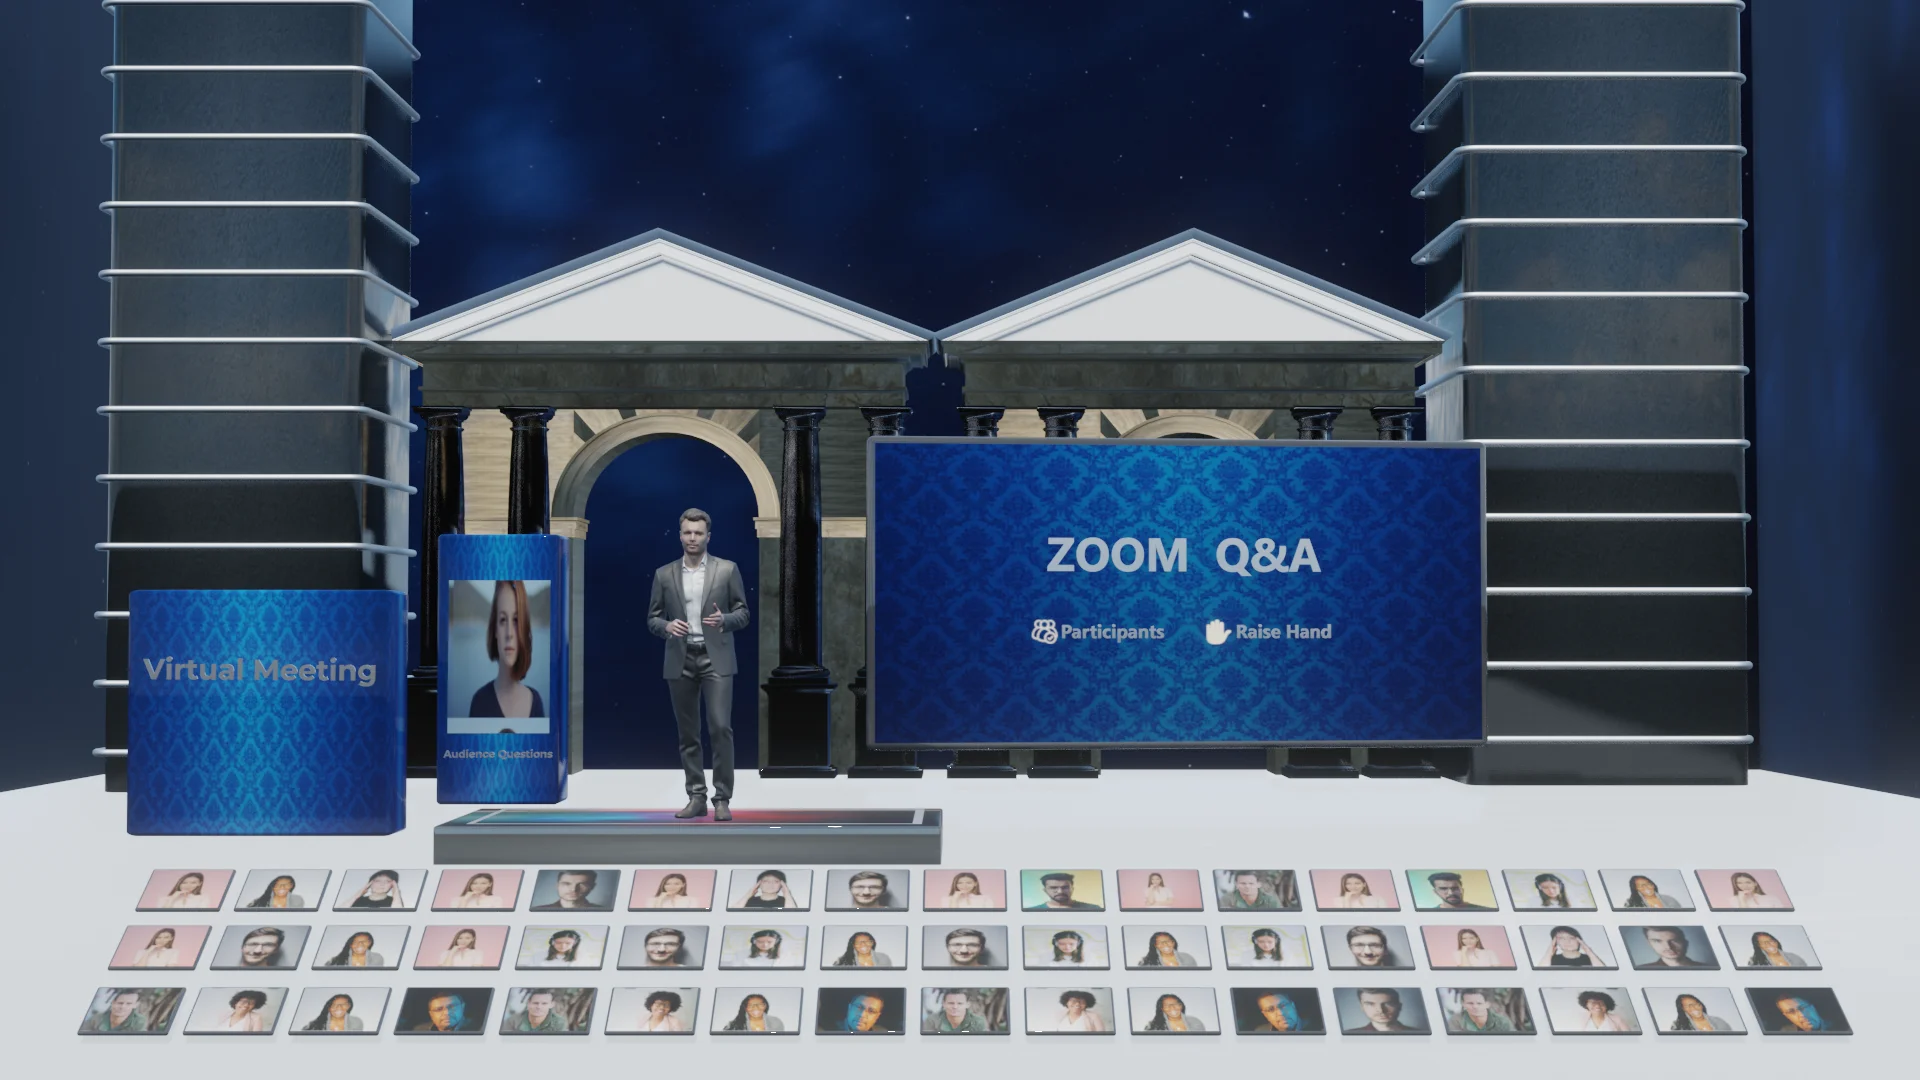 ZOOM Q&A
Participants
Raise Hand
Virtual Meeting
Audience Questions